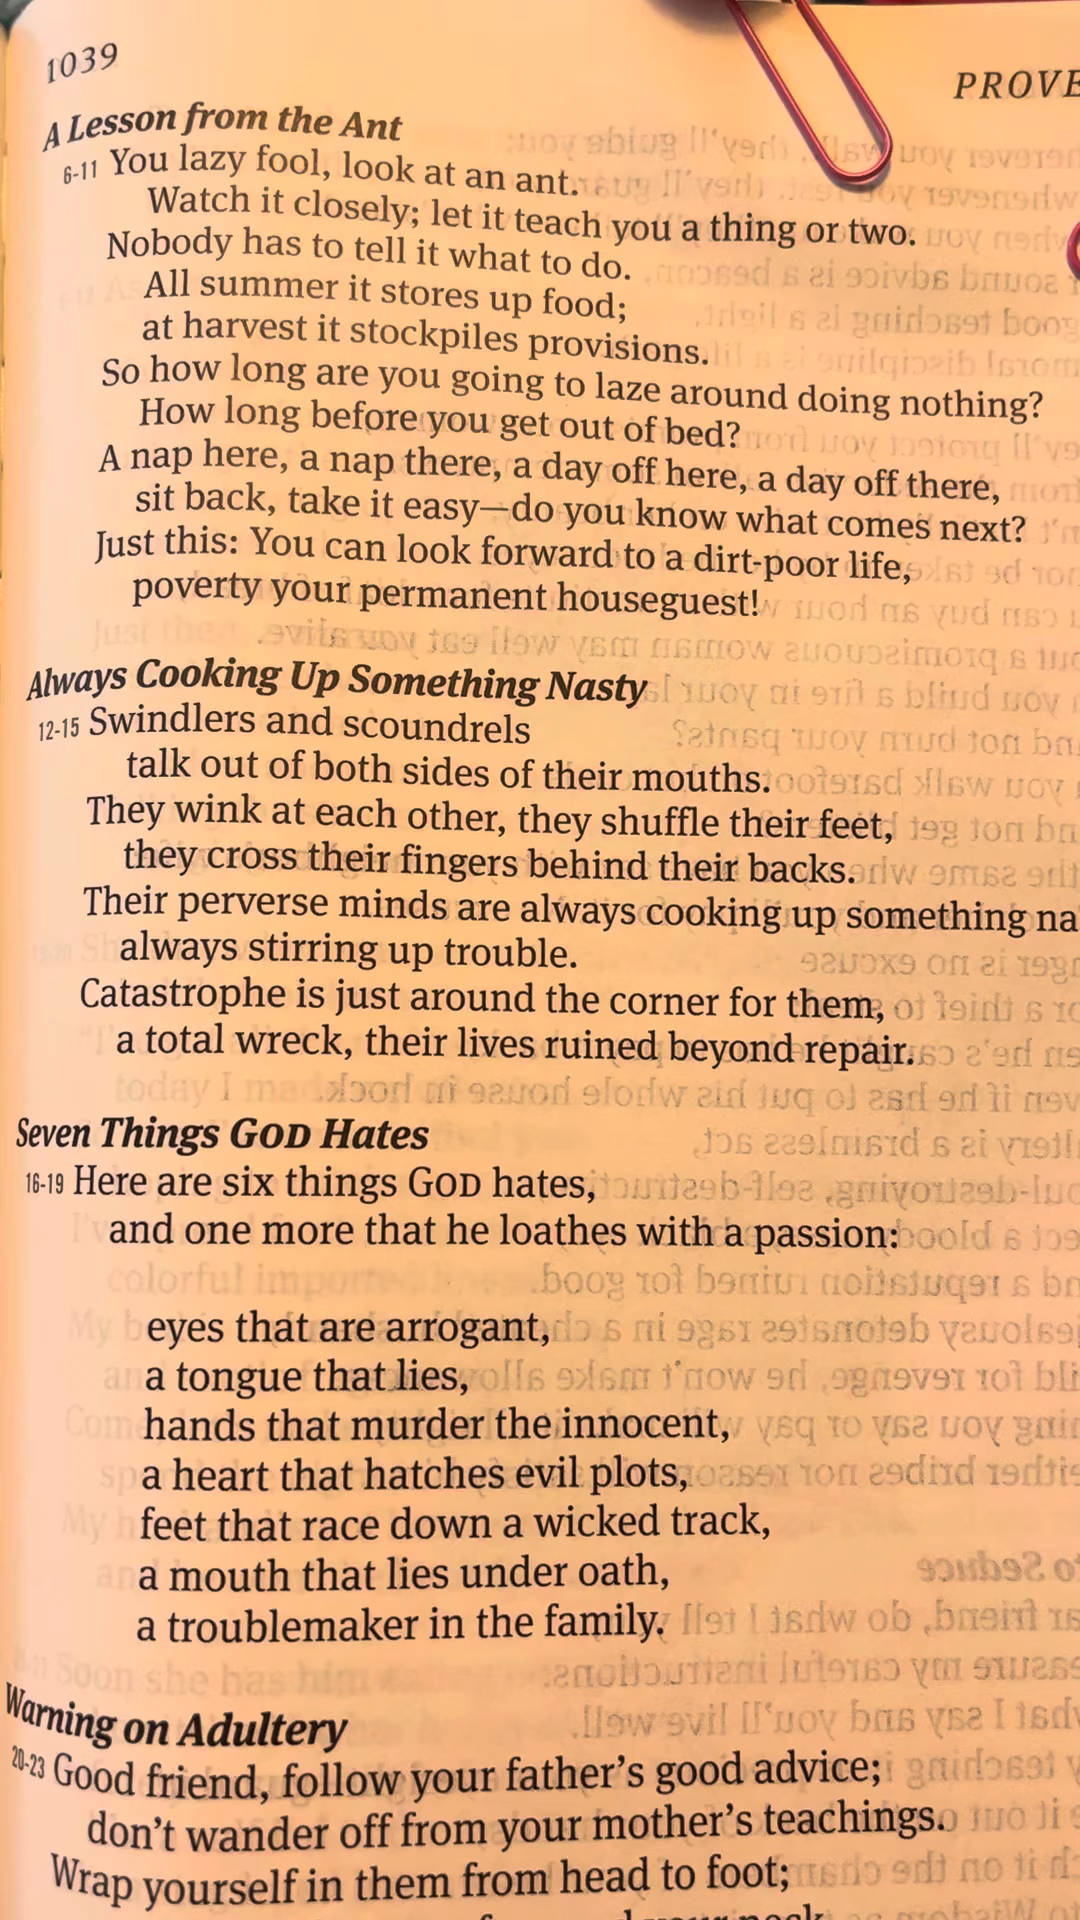 1039
PROVE
A Lesson from the Ant
6-11 You lazy fool, look at an ant.
Watch it closely; let it teach you a thing or two.
Nobody has to tell it what to do.
All summer it stores up food;
at harvest it stockpiles provisions.
So how long are you going to laze around doing nothing?
How long before you get out of bed?
A nap here, a nap there, a day off here, a day off there,
sit back, take it easy—do you know what comes next?
Just this: You can look forward to a dirt-poor life,
poverty your permanent houseguest!
Always Cooking Up Something Nasty
12-15 Swindlers and scoundrels
talk out of both sides of their mouths.
They wink at each other, they shuffle their feet,
they cross their fingers behind their backs.
Their perverse minds are always cooking up something na
always stirring up trouble.
Catastrophe is just around the corner for them,
a total wreck, their lives ruined beyond repair.
Seven Things GOD Hates
16-19 Here are six things GOD hates,
and one more that he loathes with a passion:
eyes that are arrogant,
a tongue that lies,
hands that murder the innocent,
a heart that hatches evil plots,
feet that race down a wicked track,
a mouth that lies under oath,
a troublemaker in the family.
Warning on Adultery
20-23 Good friend, follow your father's good advice;
don't wander off from your mother's teachings.
Wrap yourself in them from head to foot;